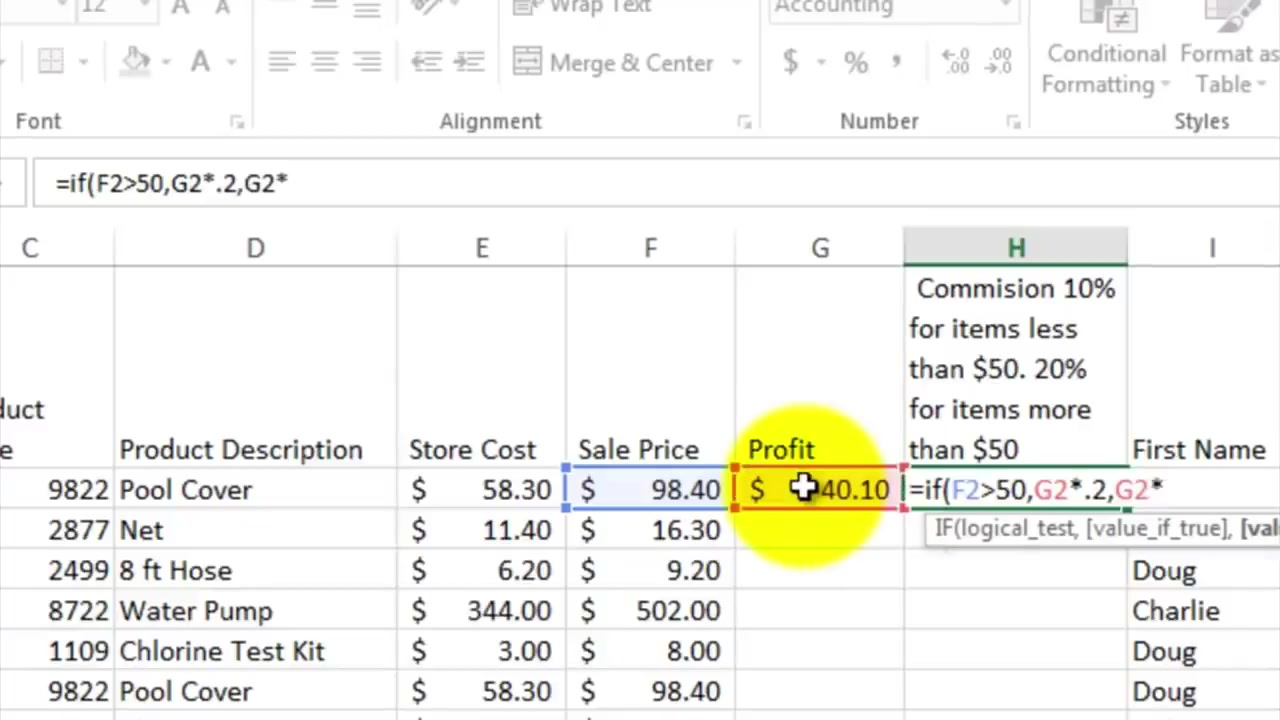 12 A A Wrap Text Accounting
A Merge & Center $ % , .00 .00 Conditional Format as
Formatting Table
Font Alignment Number Styles
=if(F2>50,G2*.2,G2*
C D E F G H I
Commision 10%
for items less
than $50. 20%
duct for items more
e Product Description Store Cost Sale Price Profit than $50 First Name
9822 Pool Cover $ 58.30 $ 98.40 $ 40.10 =if(F2>50,G2*.2,G2*
2877 Net $ 11.40 $ 16.30 IF(logical_test, [value_if_true], [val
2499 8 ft Hose $ 6.20 $ 9.20 Doug
8722 Water Pump $ 344.00 $ 502.00 Charlie
1109 Chlorine Test Kit $ 3.00 $ 8.00 Doug
9822 Pool Cover $ 58.30 $ 98.40 Doug